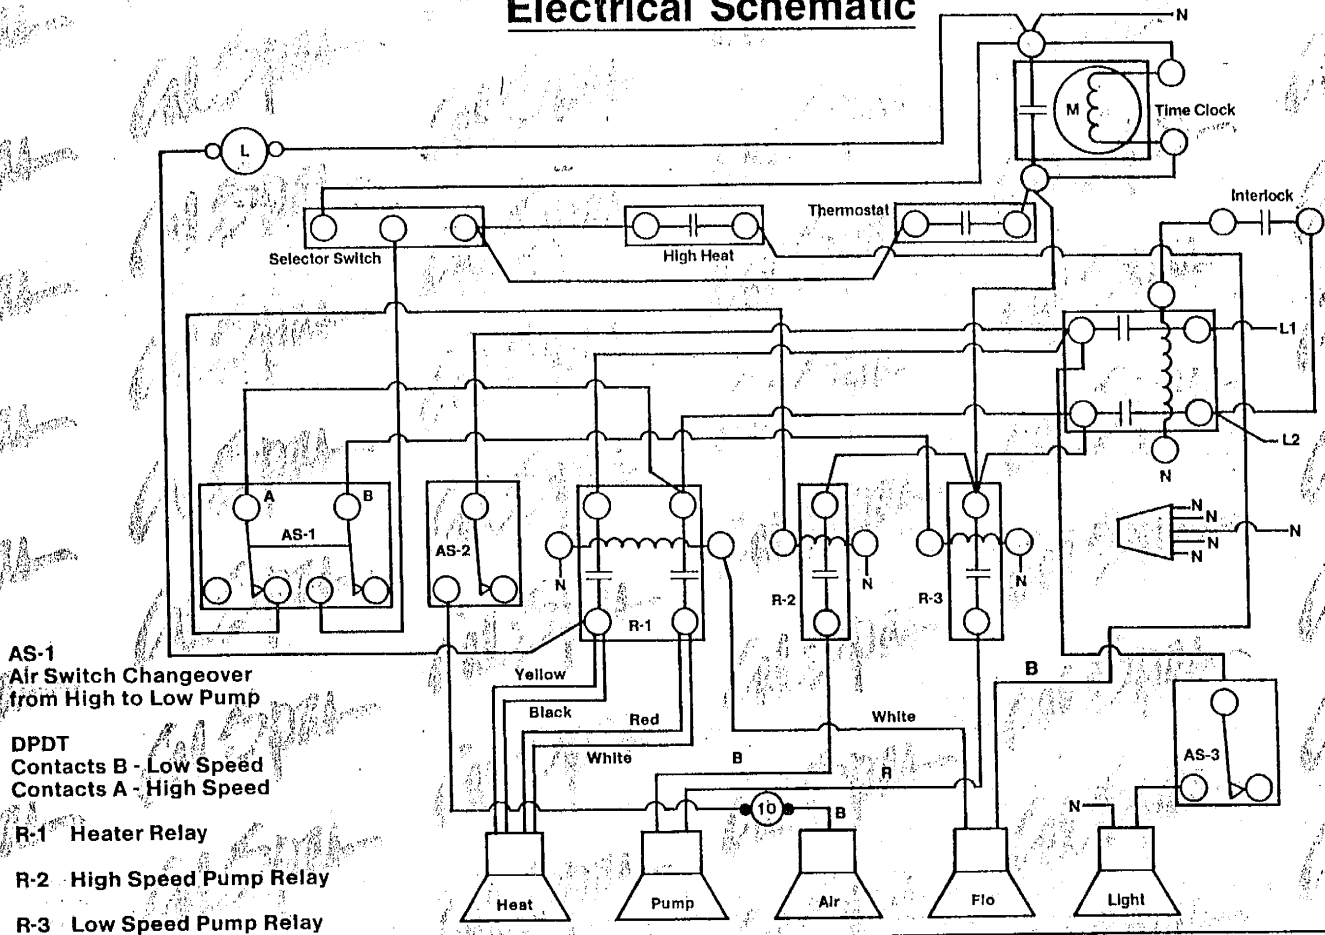 Electrical Schematic
N
M
Time Clock
L
Interlock
Thermostat
Selector Switch
High Heat
L1
L2
N
A
B
AS-1
AS-2
N
R-1
R-2
N
R-3
N
N
N
N
N
N
AS-1
Air Switch Changeover
from High to Low Pump
Yellow
Black
Red
White
White
B
B
R
AS-3
DPDT
Contacts B - Low Speed
Contacts A - High Speed
10
B
N
R-1 Heater Relay
R-2 High Speed Pump Relay
R-3 Low Speed Pump Relay
Heat
Pump
Air
Flo
Light
Cal Spas